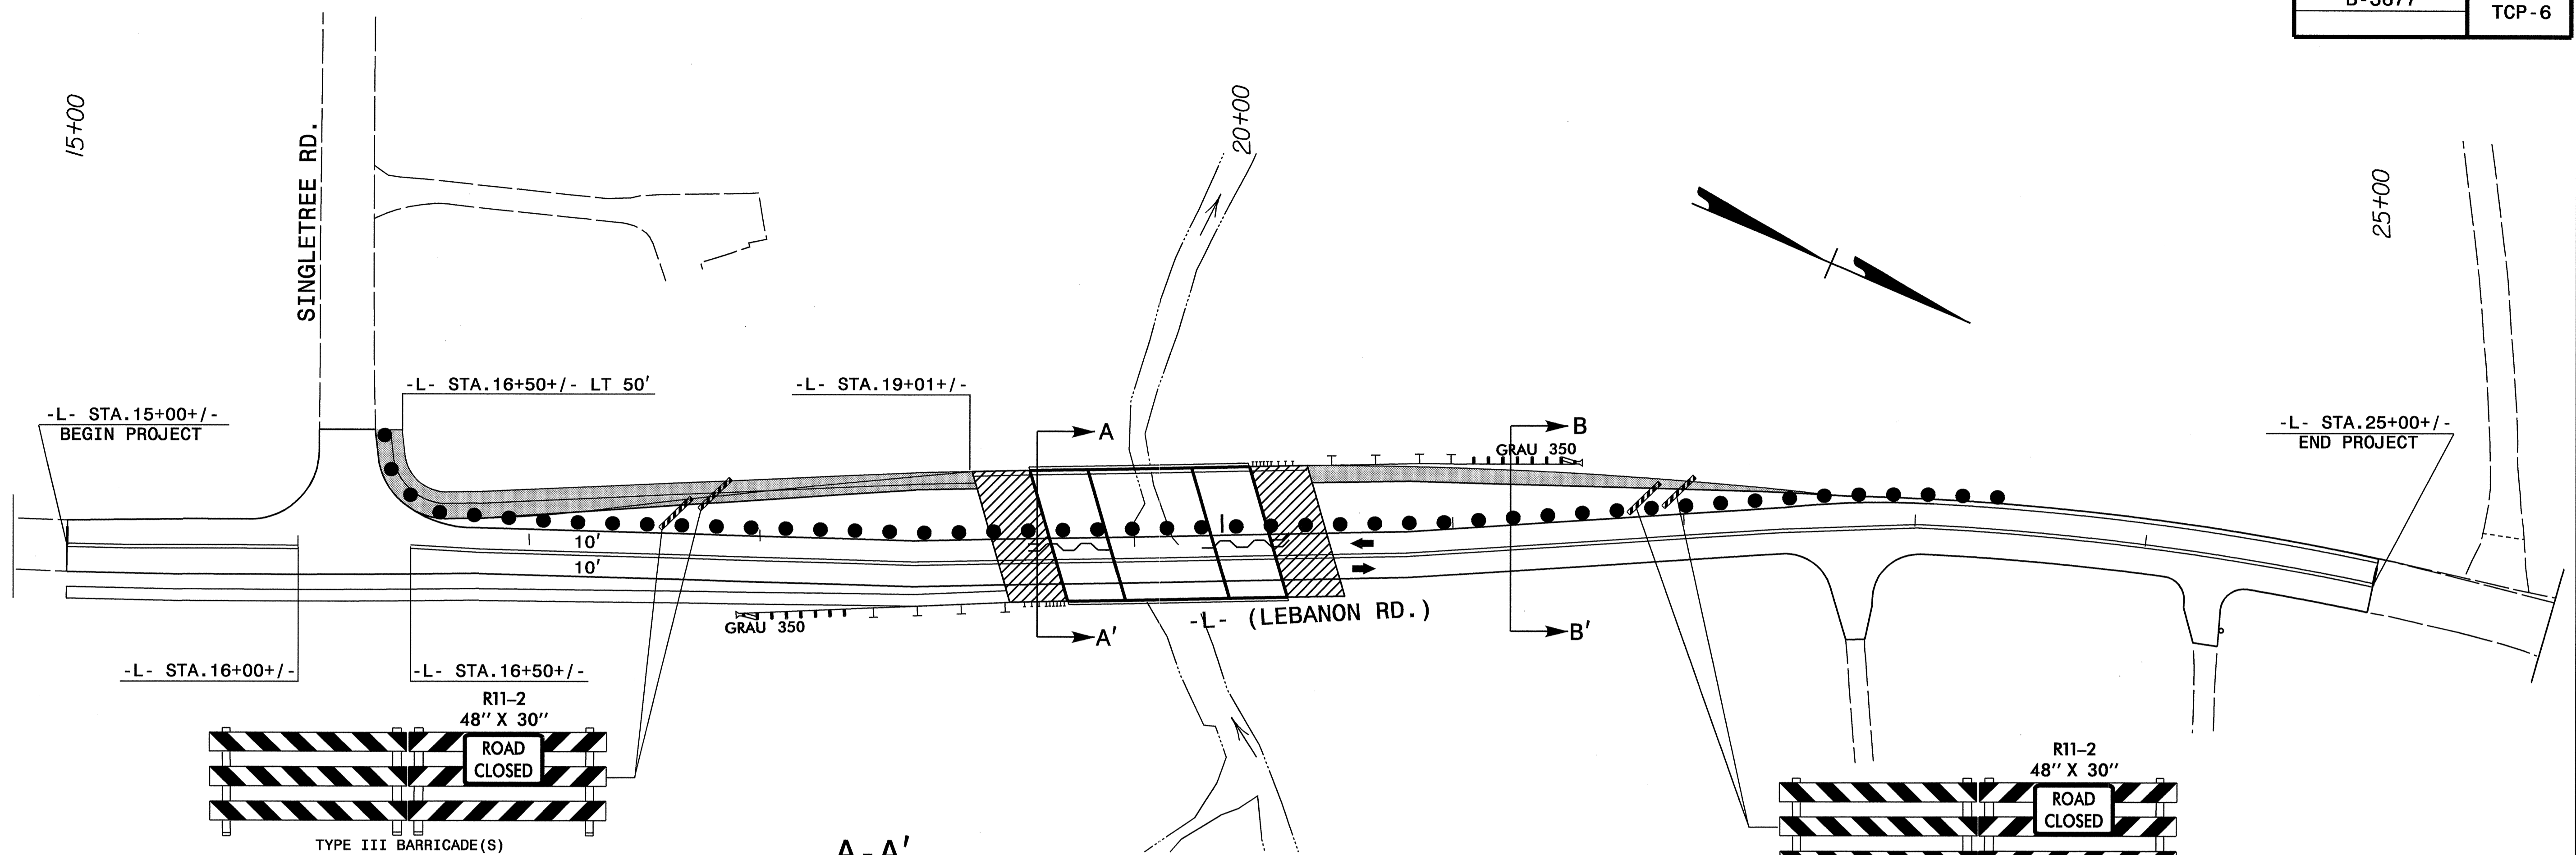 TCP-6
15+00
SINGLETREE RD.
20+00
25+00
-L- STA.15+00+/-
BEGIN PROJECT
-L- STA.16+50+/- LT 50'
-L- STA.19+01+/-
A
B
GRAU 350
-L- STA.25+00+/-
END PROJECT
10'
10'
GRAU 350
A'
-L- (LEBANON RD.)
B'
-L- STA.16+00+/-
-L- STA.16+50+/-
R11-2
48" X 30"
ROAD
CLOSED
TYPE III BARRICADE(S)
A-A'
R11-2
48" X 30"
ROAD
CLOSED